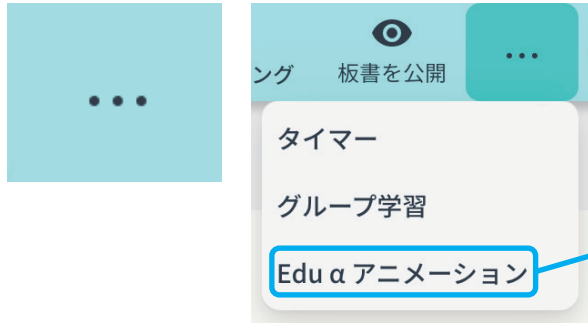 ング
板書を公開
タイマー
グループ学習
Edu α アニメーション